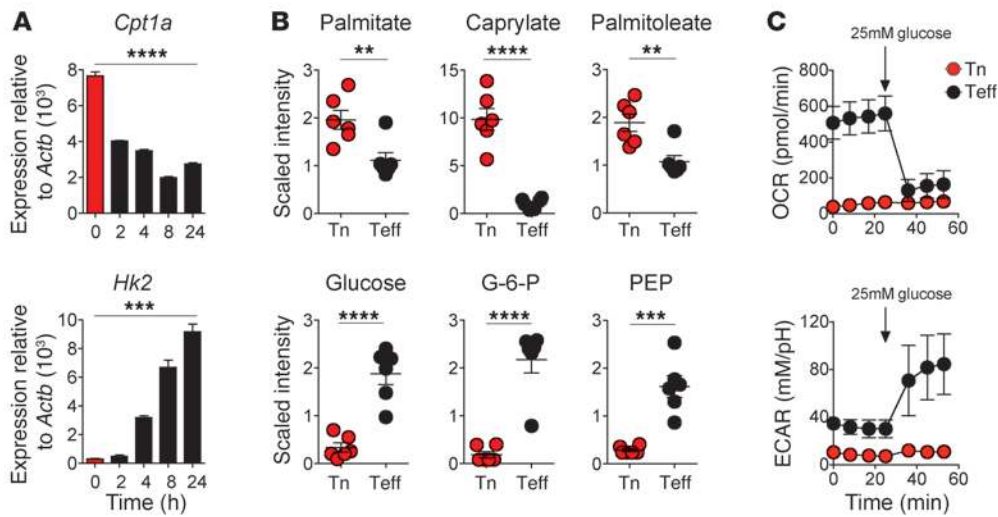 A
Cpt1a
****
Expression relative
to Actb (10³)
8
6
4
2
0
0 2 4 8 24
Hk2
***
Expression relative
to Actb (10³)
10
8
6
4
2
0
0 2 4 8 24
Time (h)
B
Palmitate
**
Scaled intensity
4
3
2
1
0
Tn Teff
Caprylate
****
15
10
5
0
Tn Teff
Palmitoleate
**
4
3
2
1
0
Tn Teff
Glucose
****
Scaled intensity
4
3
2
1
0
Tn Teff
G-6-P
****
4
3
2
1
0
Tn Teff
PEP
***
4
3
2
1
0
Tn Teff
C
25mM glucose
Tn
Teff
OCR
(pmol/min)
800
600
400
200
0
0 20 40 60
25mM glucose
ECAR
(mM/pH)
120
80
40
0
0 20 40 60
Time (min)